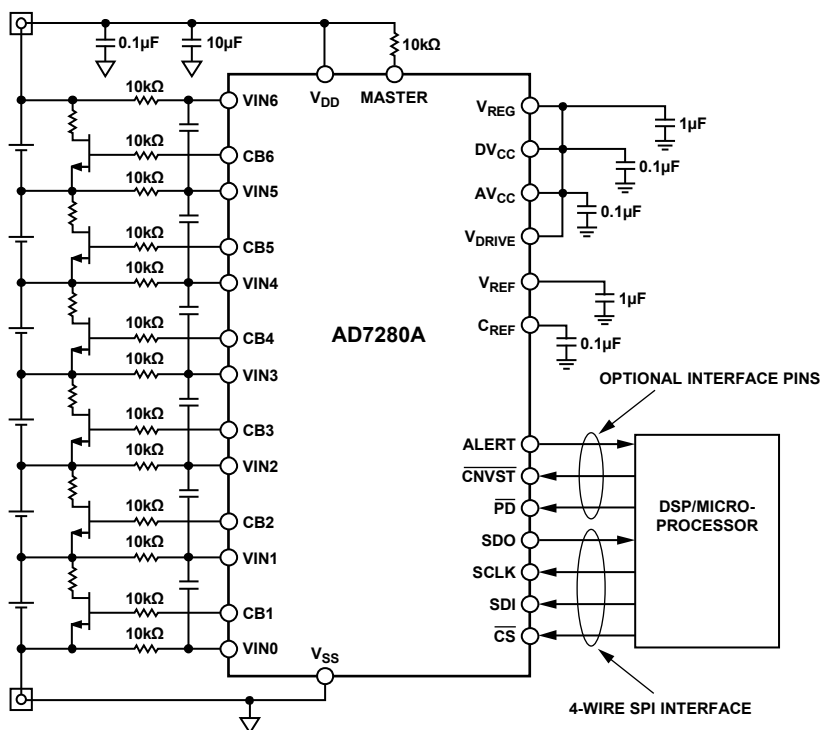 0.1µF
10µF
10kΩ
10kΩ
VIN6
VDD
MASTER
VREG
1µF
10kΩ
CB6
DVCC
0.1µF
10kΩ
VIN5
AVCC
0.1µF
10kΩ
CB5
VDRIVE
10kΩ
VIN4
VREF
1µF
10kΩ
CB4
AD7280A
CREF
0.1µF
10kΩ
VIN3
OPTIONAL INTERFACE PINS
10kΩ
CB3
ALERT
10kΩ
VIN2
CNVST
PD
DSP/MICRO-
PROCESSOR
10kΩ
CB2
SDO
10kΩ
VIN1
SCLK
10kΩ
CB1
SDI
10kΩ
VIN0
CS
VSS
4-WIRE SPI INTERFACE